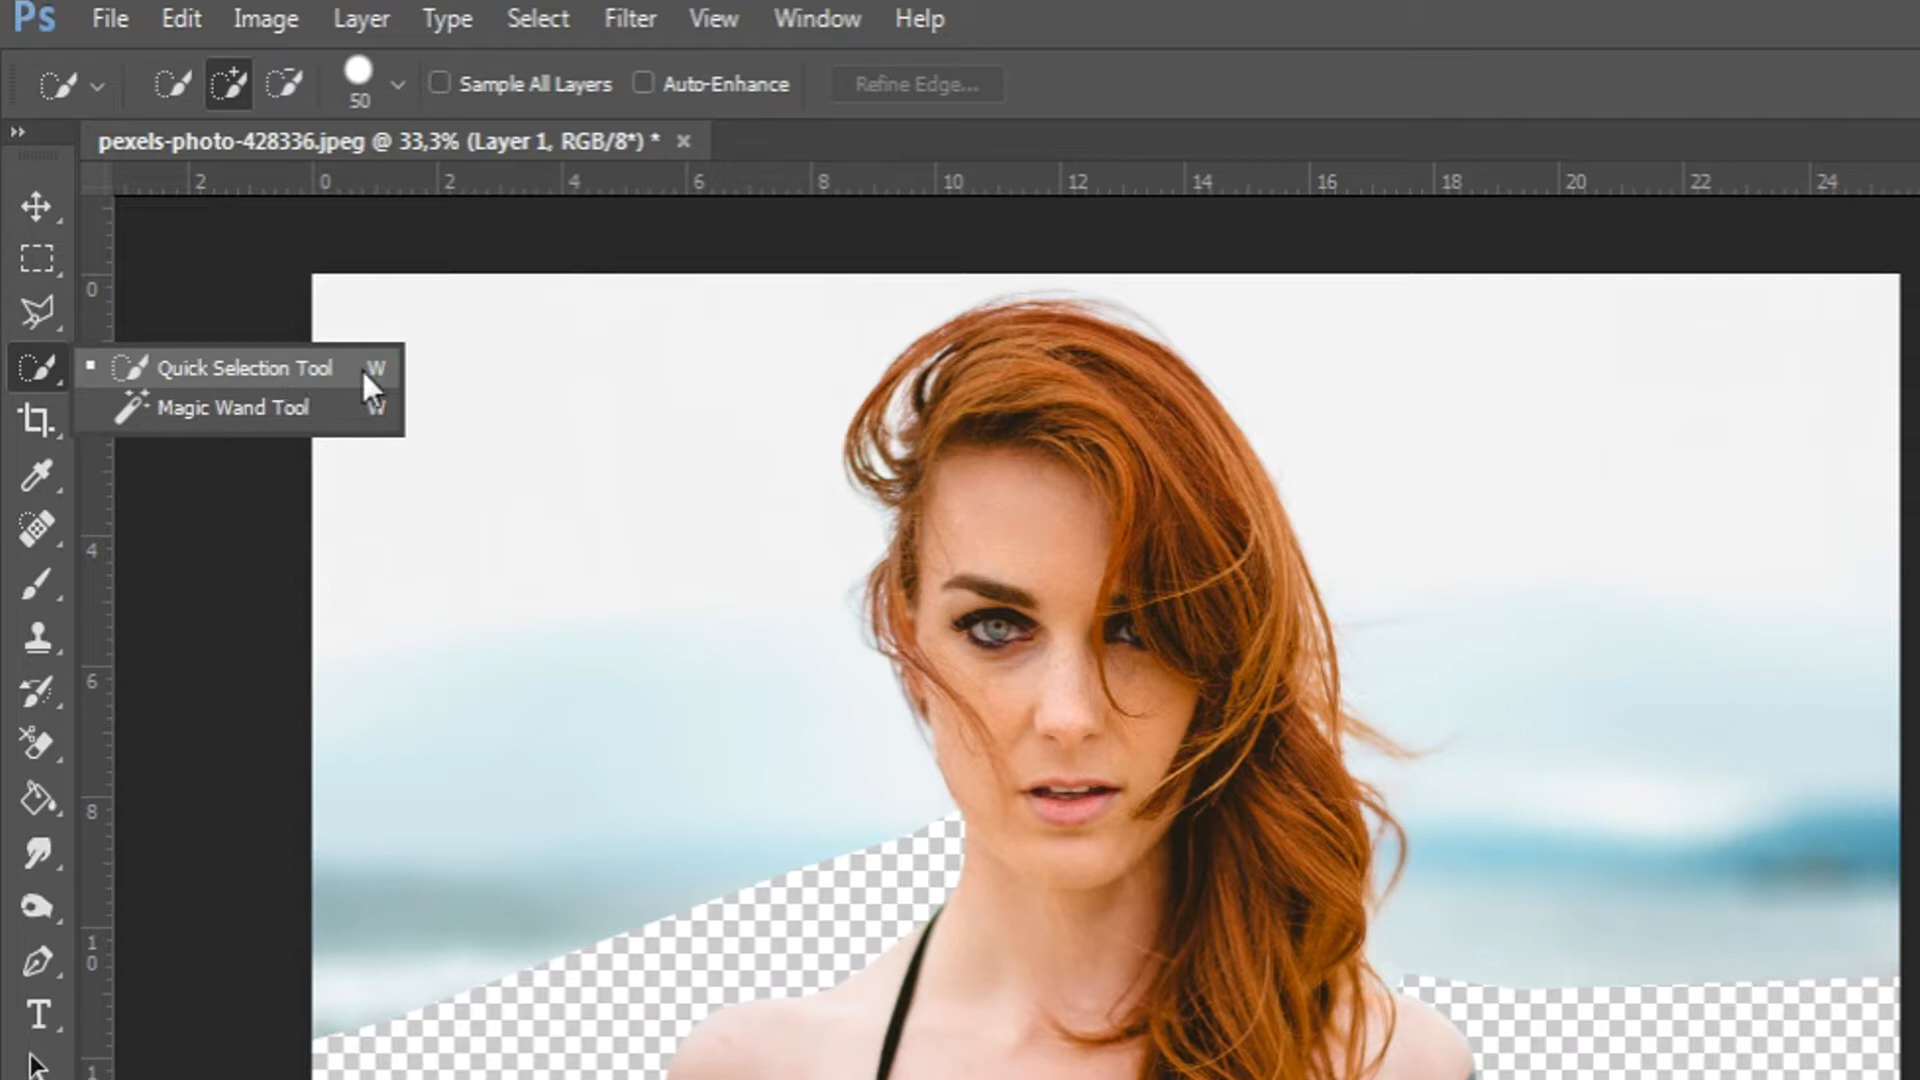 Ps File Edit Image Layer Type Select Filter View Window Help
50 Sample All Layers Auto-Enhance Refine Edge...
pexels-photo-428336.jpeg @ 33,3% (Layer 1, RGB/8*) * ×
2 0 2 4 6 8 10 12 14 16 18 20 22 24
0
Quick Selection Tool W
Magic Wand Tool W
4
6
8
1
0
T
1